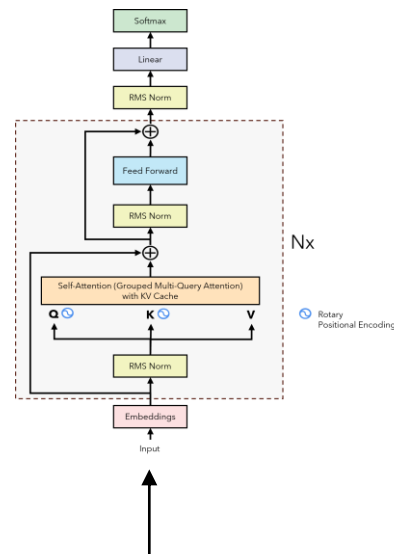 Softmax
Linear
RMS Norm
Feed Forward
RMS Norm
Nx
Self-Attention (Grouped Multi-Query Attention)
with KV Cache
Q K V
Rotary
Positional Encoding
RMS Norm
Embeddings
Input